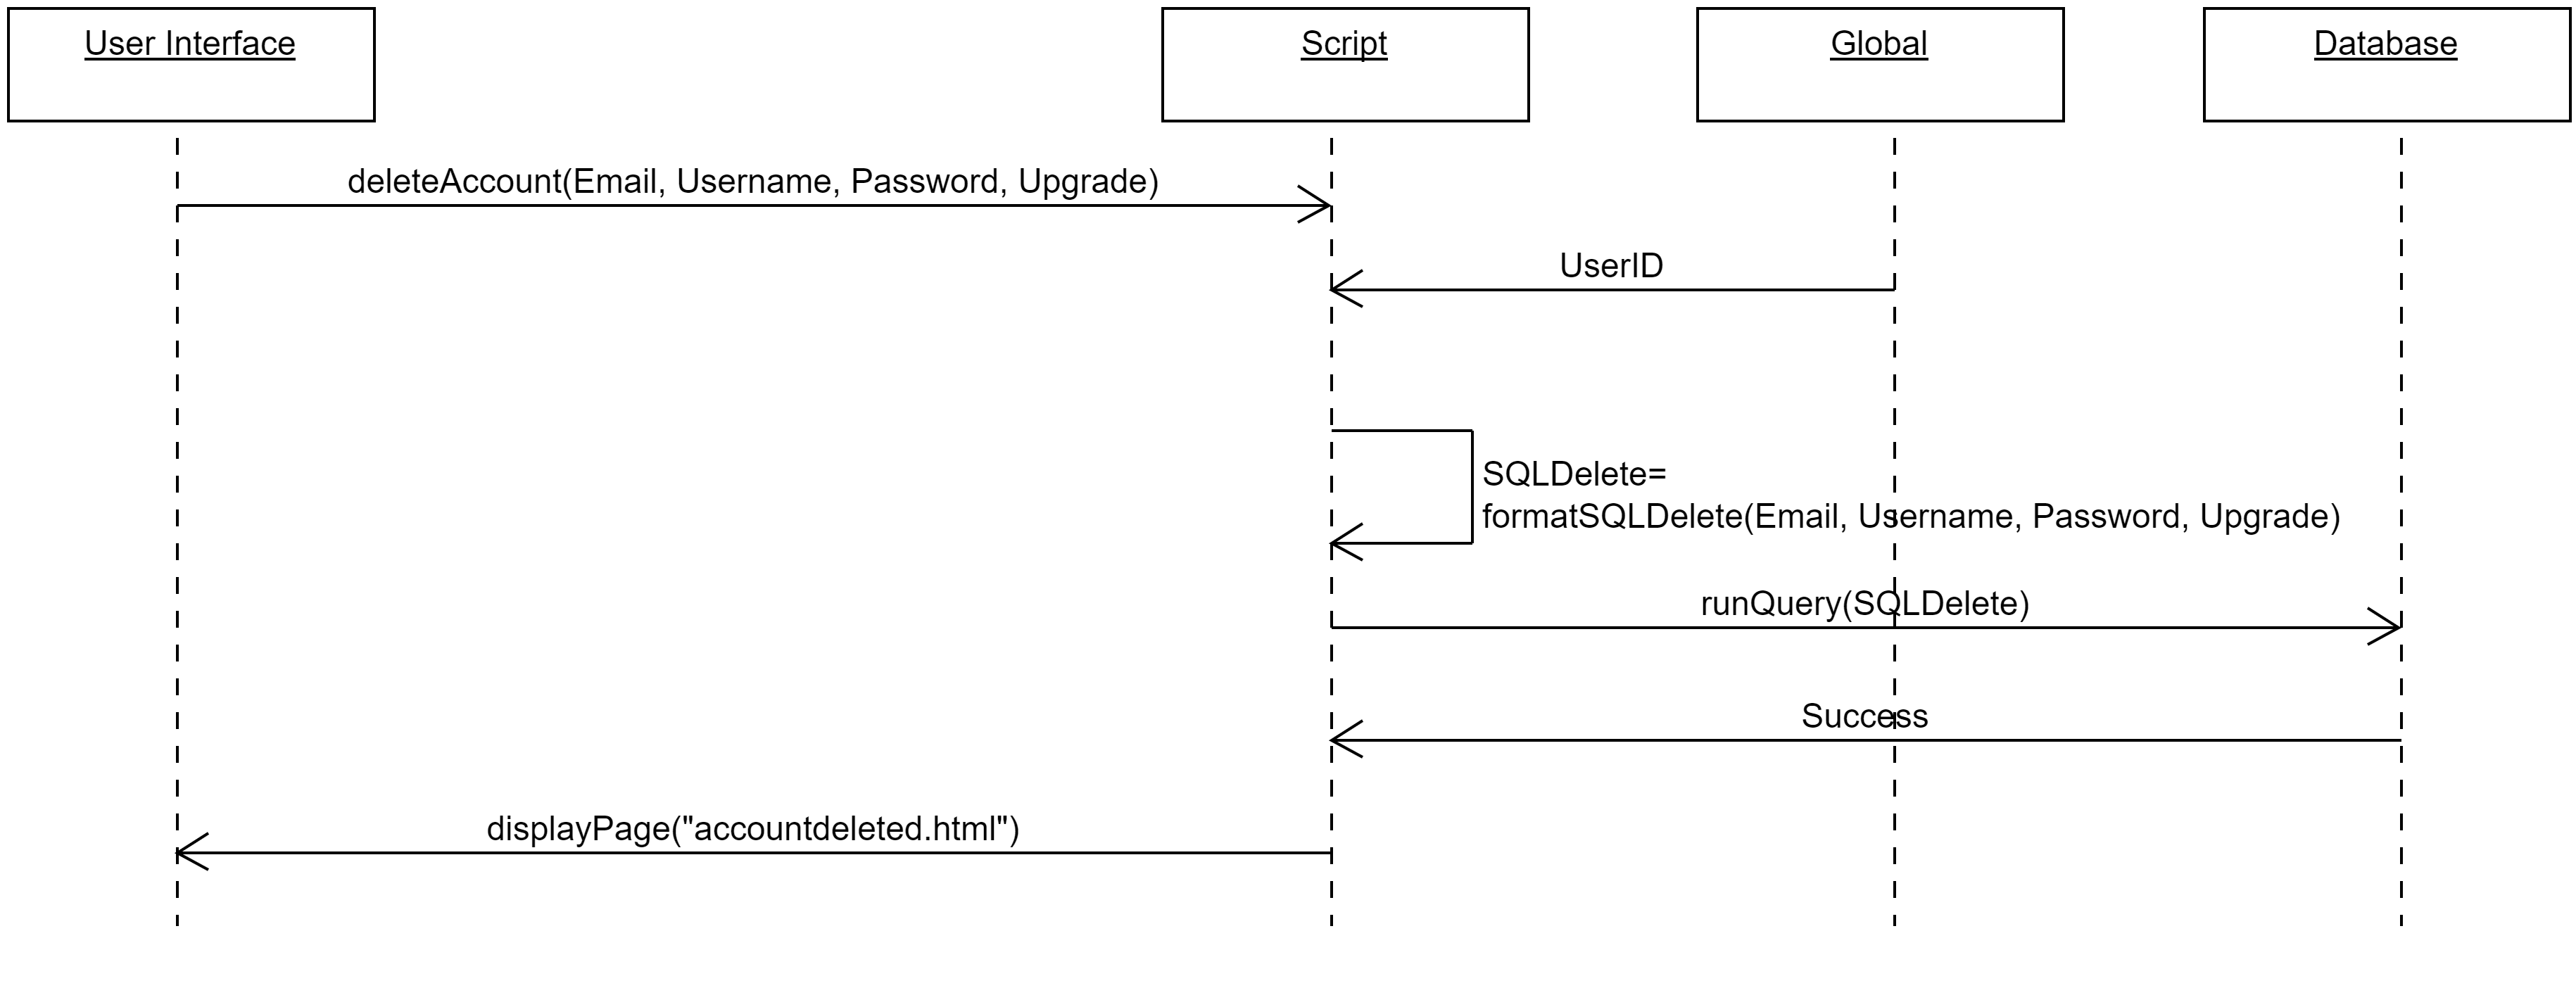 User Interface
Script
Global
Database
deleteAccount(Email, Username, Password, Upgrade)
UserID
SQLDelete=
formatSQLDelete(Email, Username, Password, Upgrade)
runQuery(SQLDelete)
Success
displayPage("accountdeleted.html")